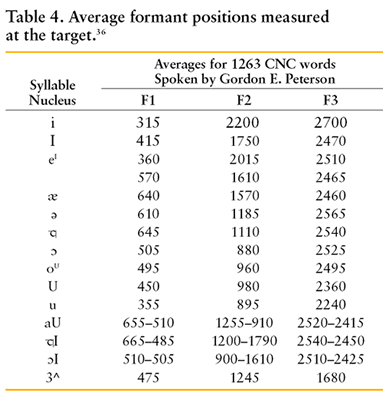 Table 4. Average formant positions measured
at the target.³⁶
Averages for 1263 CNC words
Syllable Spoken by Gordon E. Peterson
Nucleus F1 F2 F3
i 315 2200 2700
I 415 1750 2470
eᴵ 360 2015 2510
570 1610 2465
æ 640 1570 2460
ə 610 1185 2565
645 1110 2540
ɔ 505 880 2525
oᵁ 495 960 2495
U 450 980 2360
u 355 895 2240
aU 655–510 1255–910 2520–2415
665–485 1200–1790 2540–2450
ɔI 510–505 900–1610 2510–2425
3^ 475 1245 1680